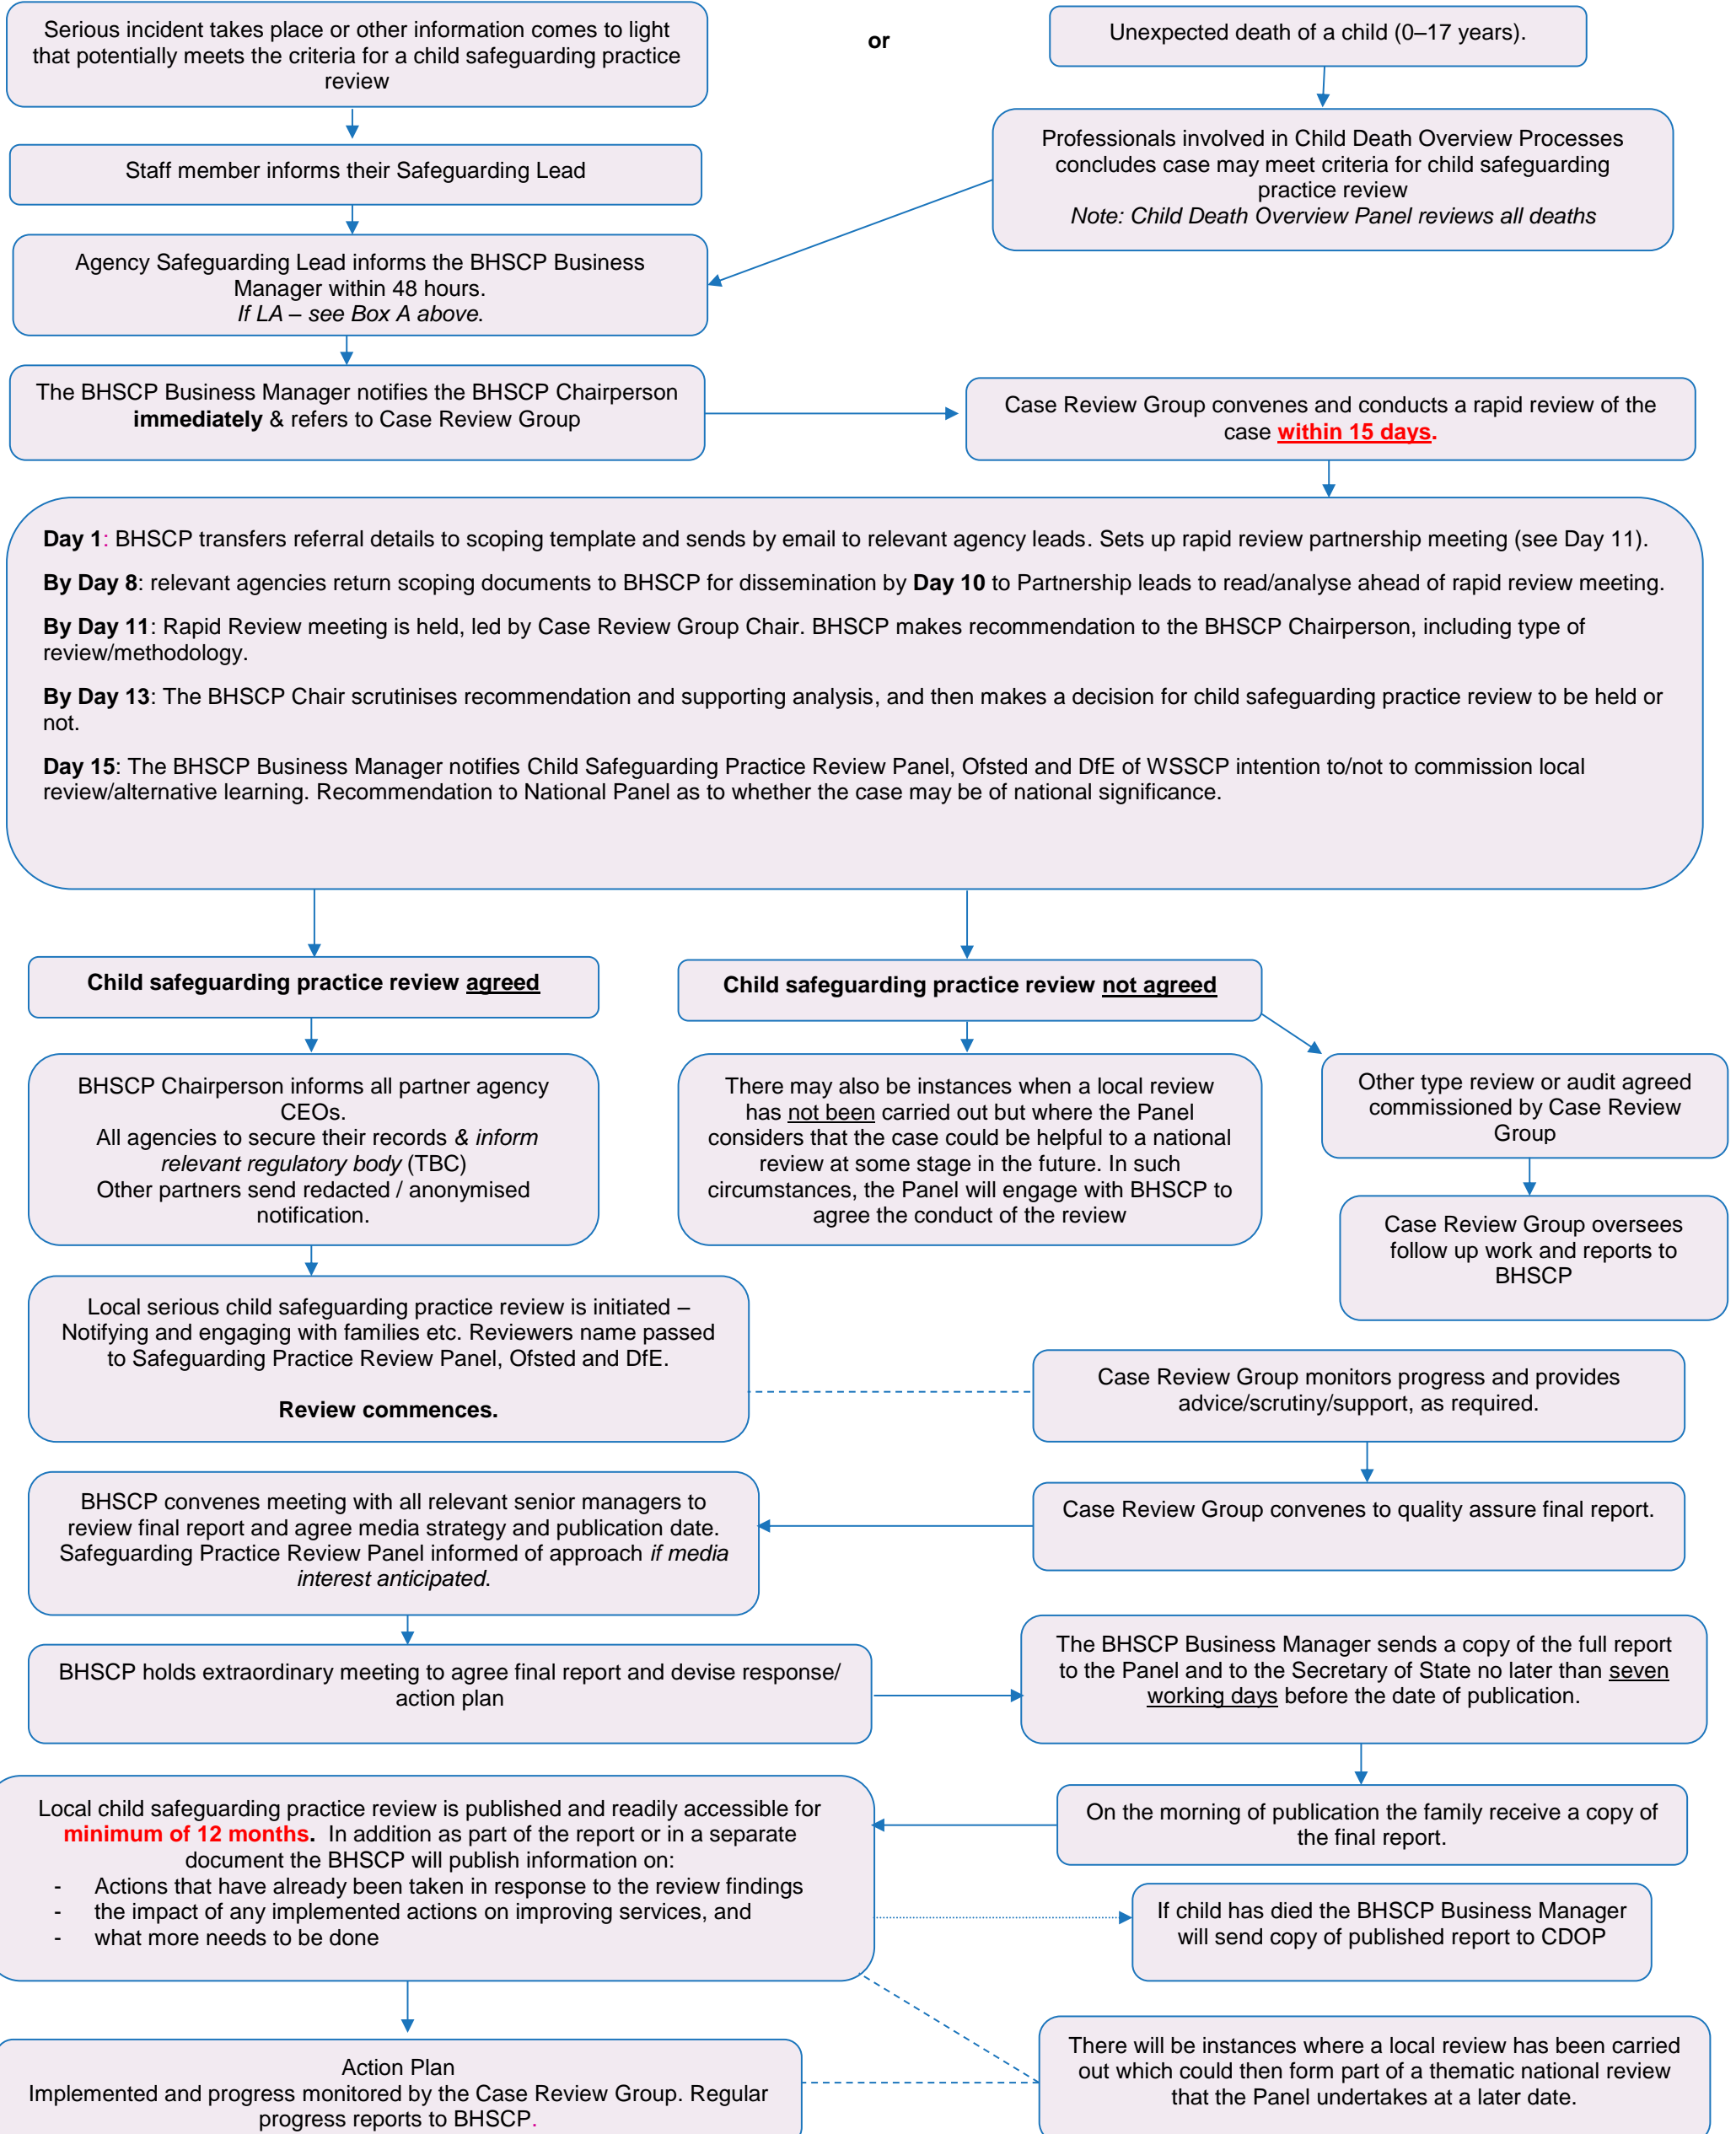 Serious incident takes place or other information comes to light
that potentially meets the criteria for a child safeguarding practice
review
or
Unexpected death of a child (0–17 years).
Staff member informs their Safeguarding Lead
Professionals involved in Child Death Overview Processes
concludes case may meet criteria for child safeguarding
practice review
Note: Child Death Overview Panel reviews all deaths
Agency Safeguarding Lead informs the BHSCP Business
Manager within 48 hours.
If LA – see Box A above.
The BHSCP Business Manager notifies the BHSCP Chairperson
immediately & refers to Case Review Group
Case Review Group convenes and conducts a rapid review of the
case within 15 days.
Day 1: BHSCP transfers referral details to scoping template and sends by email to relevant agency leads. Sets up rapid review partnership meeting (see Day 11).
By Day 8: relevant agencies return scoping documents to BHSCP for dissemination by Day 10 to Partnership leads to read/analyse ahead of rapid review meeting.
By Day 11: Rapid Review meeting is held, led by Case Review Group Chair. BHSCP makes recommendation to the BHSCP Chairperson, including type of
review/methodology.
By Day 13: The BHSCP Chair scrutinises recommendation and supporting analysis, and then makes a decision for child safeguarding practice review to be held or
not.
Day 15: The BHSCP Business Manager notifies Child Safeguarding Practice Review Panel, Ofsted and DfE of WSSCP intention to/not to commission local
review/alternative learning. Recommendation to National Panel as to whether the case may be of national significance.
Child safeguarding practice review agreed
Child safeguarding practice review not agreed
BHSCP Chairperson informs all partner agency
CEOs.
All agencies to secure their records & inform
relevant regulatory body (TBC)
Other partners send redacted / anonymised
notification.
There may also be instances when a local review
has not been carried out but where the Panel
considers that the case could be helpful to a national
review at some stage in the future. In such
circumstances, the Panel will engage with BHSCP to
agree the conduct of the review
Other type review or audit agreed
commissioned by Case Review
Group
Case Review Group oversees
follow up work and reports to
BHSCP
Local serious child safeguarding practice review is initiated –
Notifying and engaging with families etc. Reviewers name passed
to Safeguarding Practice Review Panel, Ofsted and DfE.
Review commences.
Case Review Group monitors progress and provides
advice/scrutiny/support, as required.
BHSCP convenes meeting with all relevant senior managers to
review final report and agree media strategy and publication date.
Safeguarding Practice Review Panel informed of approach if media
interest anticipated.
Case Review Group convenes to quality assure final report.
BHSCP holds extraordinary meeting to agree final report and devise response/
action plan
The BHSCP Business Manager sends a copy of the full report
to the Panel and to the Secretary of State no later than seven
working days before the date of publication.
Local child safeguarding practice review is published and readily accessible for
minimum of 12 months. In addition as part of the report or in a separate
document the BHSCP will publish information on:
- Actions that have already been taken in response to the review findings
- the impact of any implemented actions on improving services, and
- what more needs to be done
On the morning of publication the family receive a copy of
the final report.
If child has died the BHSCP Business Manager
will send copy of published report to CDOP
Action Plan
Implemented and progress monitored by the Case Review Group. Regular
progress reports to BHSCP.
There will be instances where a local review has been carried
out which could then form part of a thematic national review
that the Panel undertakes at a later date.